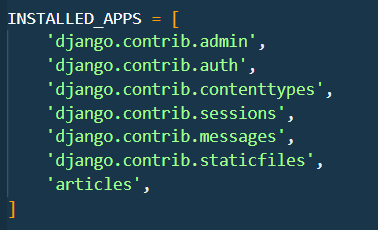 INSTALLED_APPS = [
    'django.contrib.admin',
    'django.contrib.auth',
    'django.contrib.contenttypes',
    'django.contrib.sessions',
    'django.contrib.messages',
    'django.contrib.staticfiles',
    'articles',
]